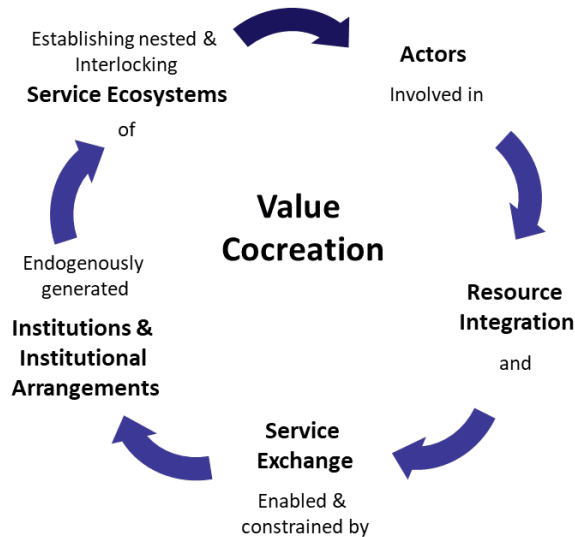 Actors
Involved in
Resource
Integration
and
Service
Exchange
Enabled &
constrained by
Endogenously
generated
Institutions &
Institutional
Arrangements
Establishing nested &
Interlocking
Service Ecosystems
of
Value
Cocreation